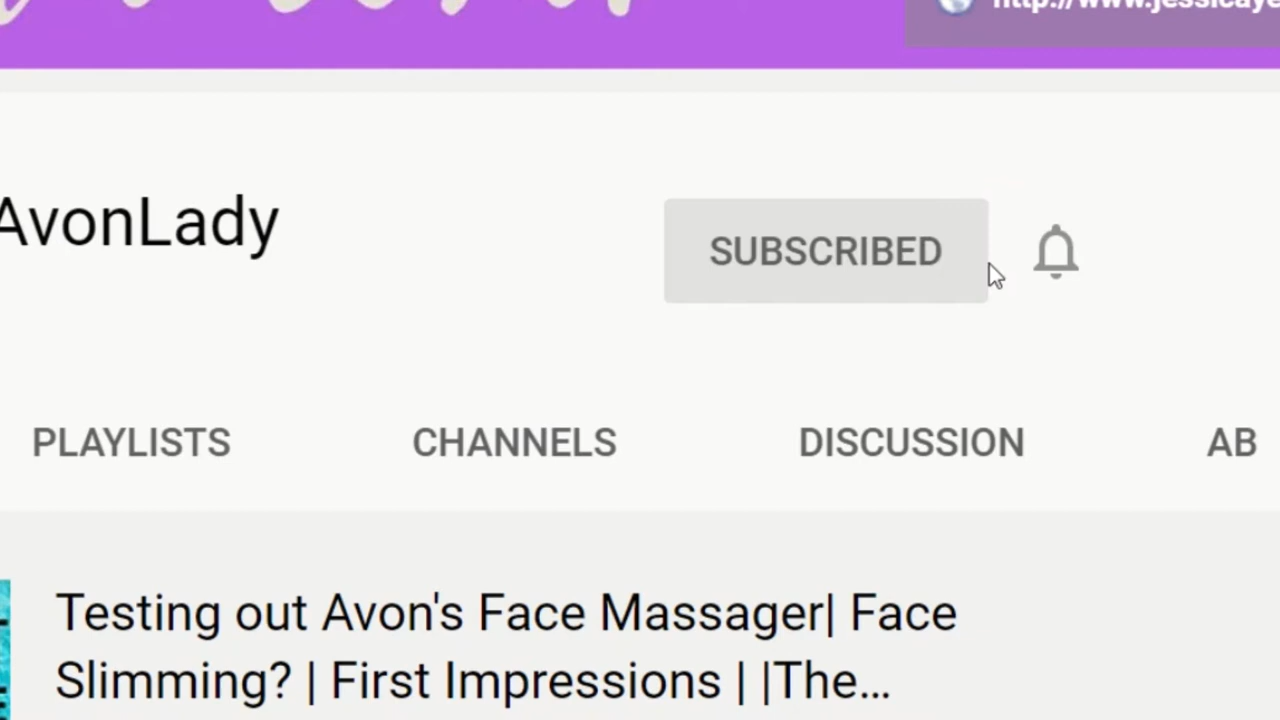 AvonLady
SUBSCRIBED
PLAYLISTS
CHANNELS
DISCUSSION
AB
Testing out Avon's Face Massager| Face
Slimming? | First Impressions | |The...